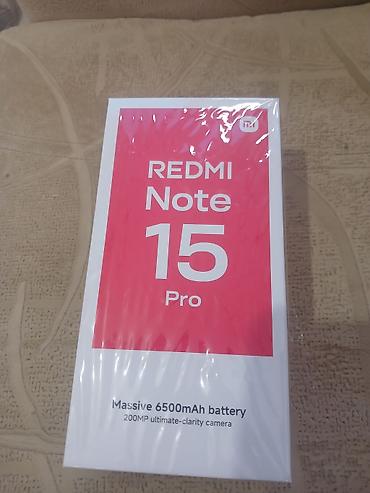 REDMI
Note
15
Pro
Massive 6500mAh battery
200MP ultimate-clarity camera